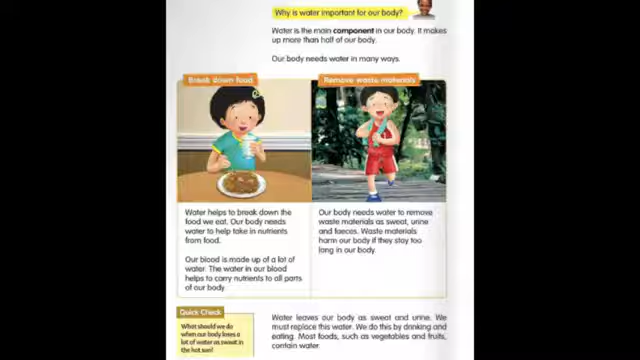 Why is water important for our body?
Water is the main component in our body. It makes
up more than half of our body.
Our body needs water in many ways.
Break down food
Remove waste materials
Water helps to break down the
food we eat. Our body needs
water to help take in nutrients
from food.
Our blood is made up of a lot of
water. The water in our blood
helps to carry nutrients to all parts
of our body.
Our body needs water to remove
waste materials as sweat, urine
and faeces. Waste materials
harm our body if they stay too
long in our body.
Quick Check
What should we do
when our body loses a
lot of water as sweat in
the hot sun?
Water leaves our body as sweat and urine. We
must replace this water. We do this by drinking and
eating. Most foods, such as vegetables and fruits,
contain water.